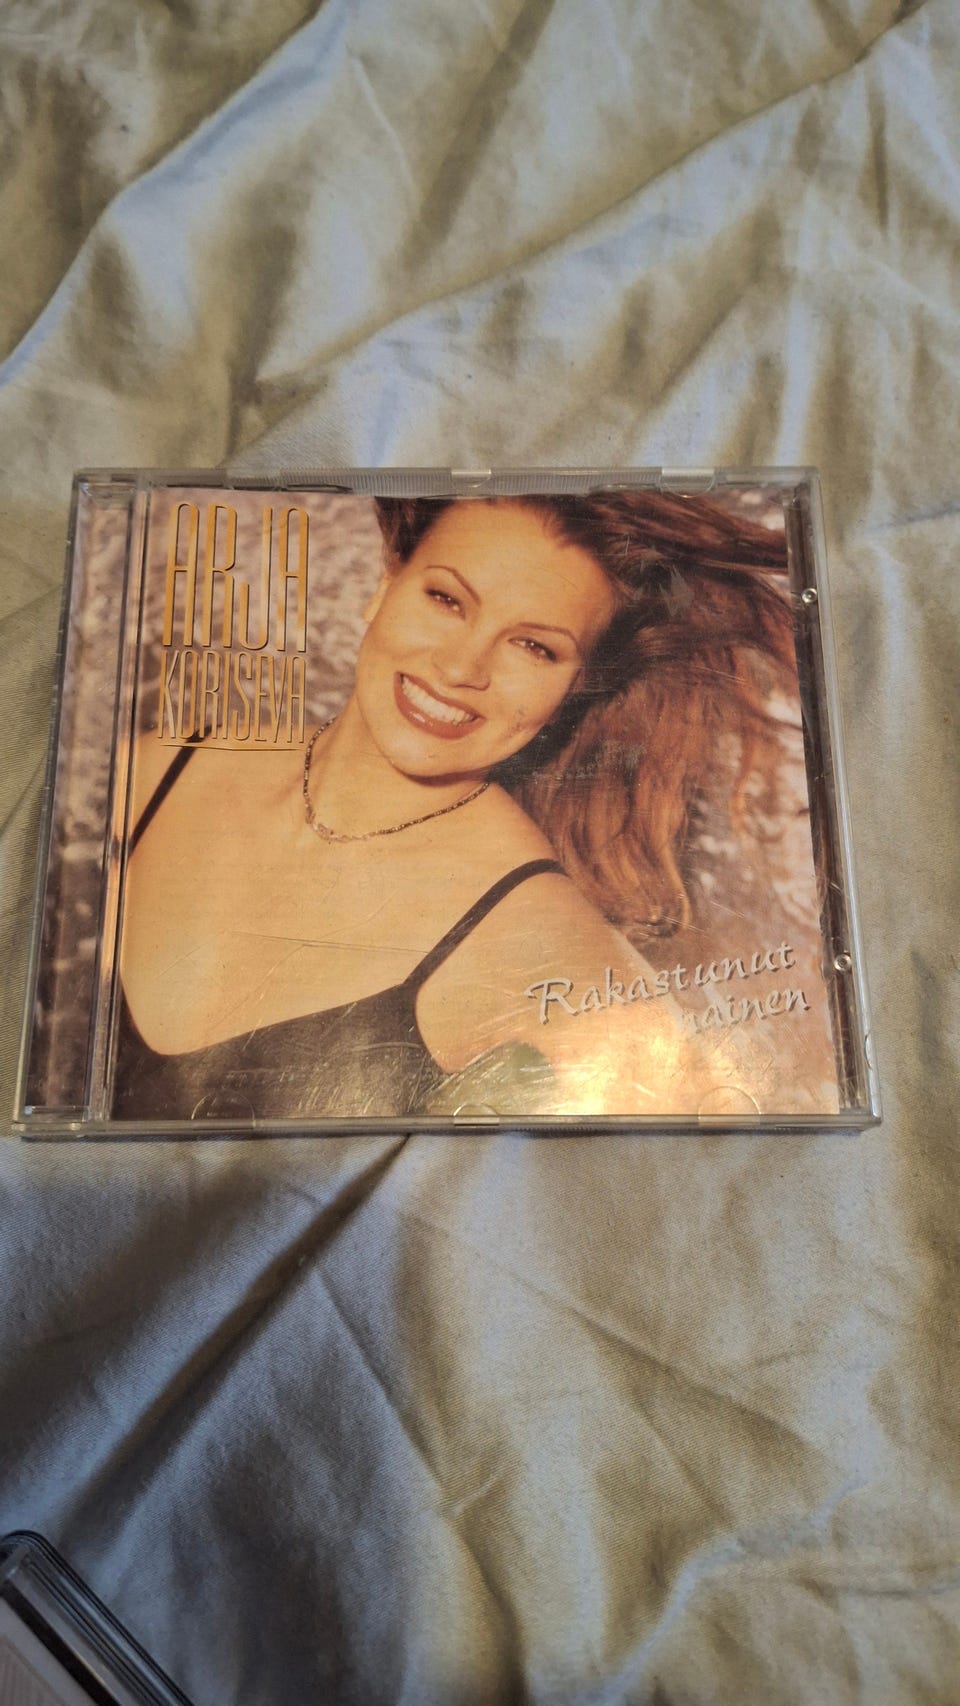 ARJA
KORISEVA
Rakastunut
nainen